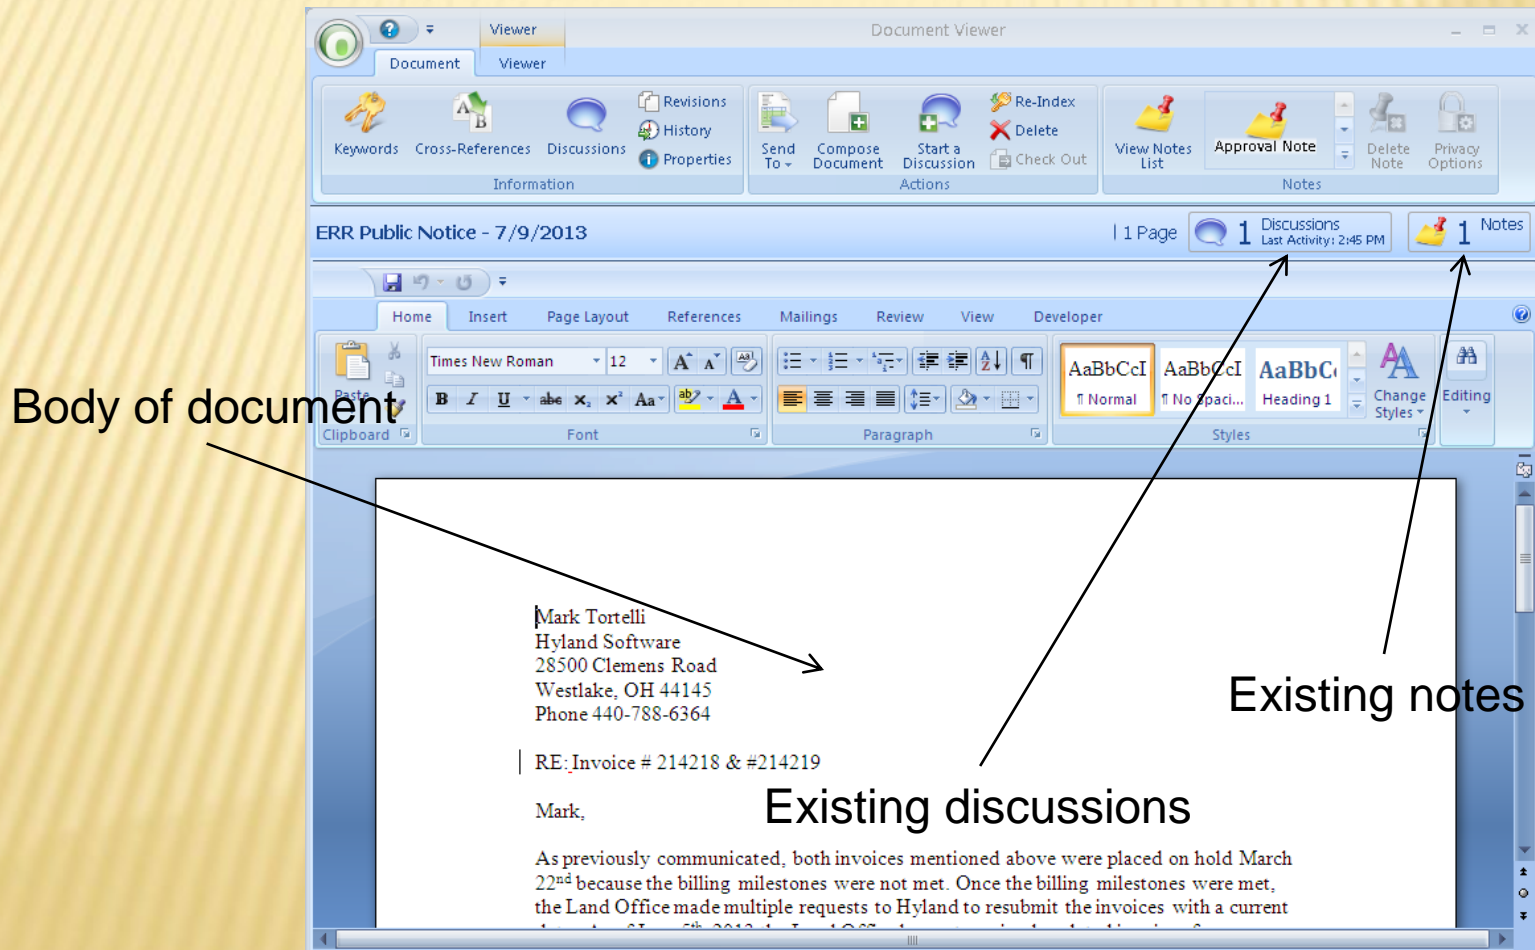 Viewer
Document Viewer
Document Viewer
Keywords
Cross-References
Discussions
Revisions
History
Properties
Information
Send To
Compose Document
Start a Discussion
Re-Index
Delete
Check Out
Actions
View Notes List
Approval Note
Delete Note
Privacy Options
Notes
ERR Public Notice - 7/9/2013
1 Page
1 Discussions
Last Activity: 2:45 PM
1 Notes
Home Insert Page Layout References Mailings Review View Developer
Paste
Clipboard
Times New Roman 12
B I U abc x₂ x² Aa ab A
Font
Paragraph
AaBbCcI
¶ Normal
AaBbCcI
¶ No Spaci...
AaBbC
Heading 1
Change Styles
Styles
Editing
Body of document
Mark Tortelli
Hyland Software
28500 Clemens Road
Westlake, OH 44145
Phone 440-788-6364
Existing notes
RE: Invoice # 214218 & #214219
Existing discussions
Mark,
As previously communicated, both invoices mentioned above were placed on hold March
22nd because the billing milestones were not met. Once the billing milestones were met,
the Land Office made multiple requests to Hyland to resubmit the invoices with a current